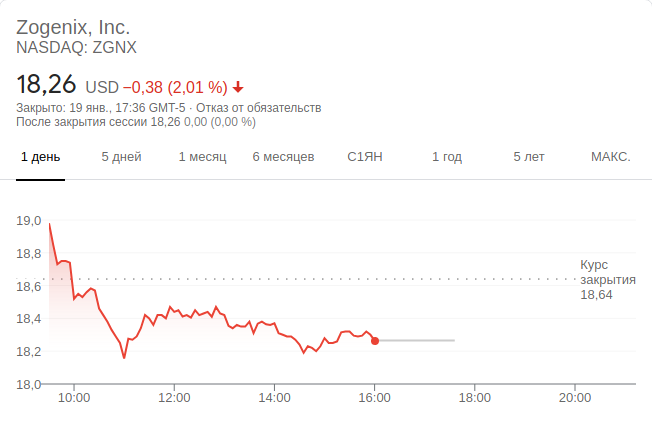 Zogenix, Inc.
NASDAQ: ZGNX
18,26 USD −0,38 (2,01 %)
Закрыто: 19 янв., 17:36 GMT-5 · Отказ от обязательств
После закрытия сессии 18,26 0,00 (0,00 %)
1 день 5 дней 1 месяц 6 месяцев С1ЯН 1 год 5 лет МАКС.
19,0
18,8
Курс
закрытия
18,64
18,6
18,4
18,2
18,0
10:00 12:00 14:00 16:00 18:00 20:00